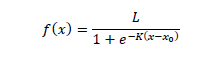 f(x) = L / (1 + e^{-K(x-x₀)})